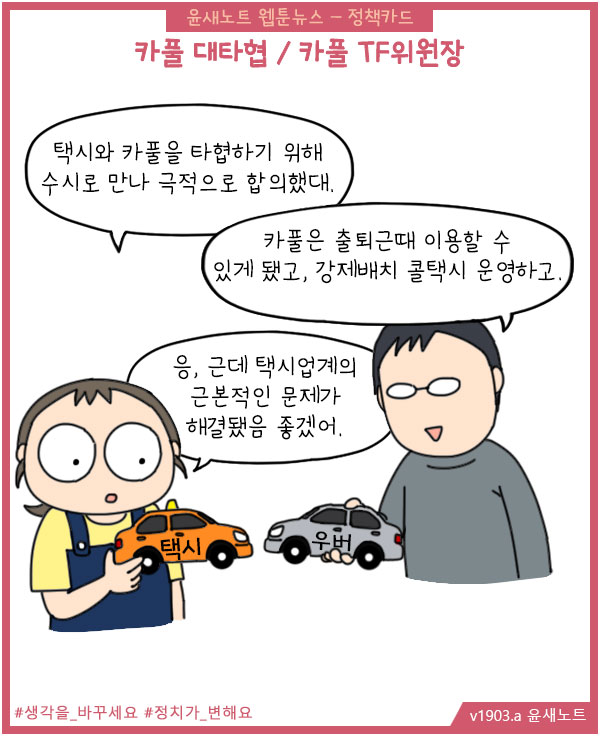 윤새노트 웹툰뉴스 - 정책카드
카풀 대타협 / 카풀 TF위원장
택시와 카풀을 타협하기 위해
수시로 만나 극적으로 합의했대.
카풀은 출퇴근때 이용할 수
있게 됐고, 강제배치 콜택시 운영하고.
응, 근데 택시업계의
근본적인 문제가
해결됐음 좋겠어.
택시
우버
#생각을_바꾸세요 #정치가_변해요
v1903.a 윤새노트